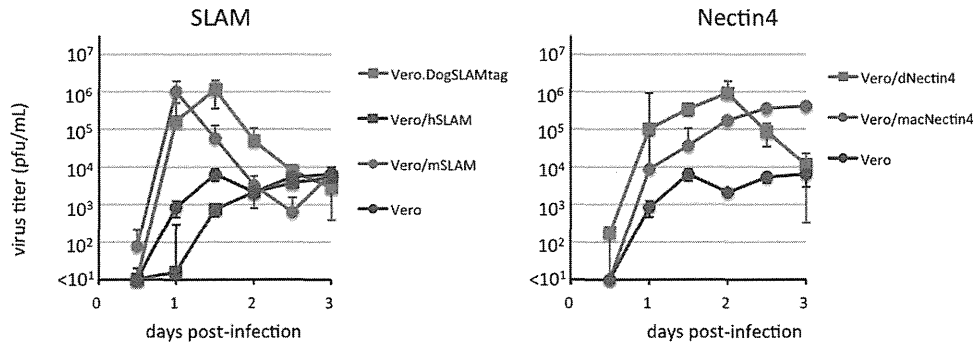 SLAM
Nectin4
virus titer (pfu/mL)
10⁷
10⁶
10⁵
10⁴
10³
10²
<10¹
0
1
2
3
days post-infection
Vero.DogSLAMtag
Vero/hSLAM
Vero/mSLAM
Vero
10⁷
10⁶
10⁵
10⁴
10³
10²
<10¹
0
1
2
3
days post-infection
Vero/dNectin4
Vero/macNectin4
Vero